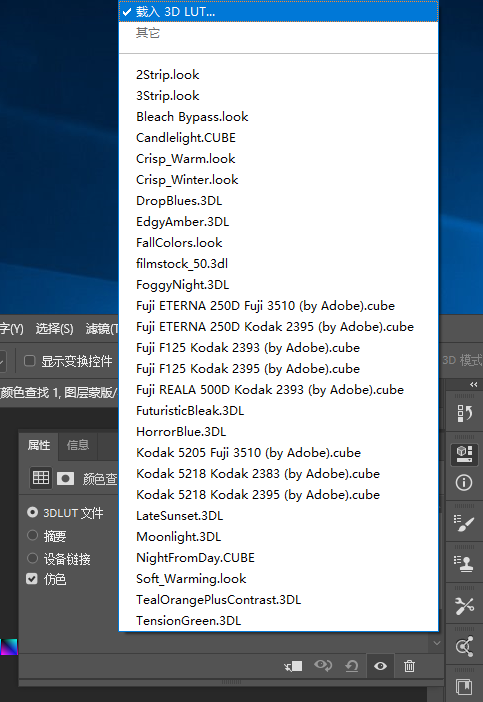 载入 3D LUT...
其它
2Strip.look
3Strip.look
Bleach Bypass.look
Candlelight.CUBE
Crisp_Warm.look
Crisp_Winter.look
DropBlues.3DL
EdgyAmber.3DL
FallColors.look
filmstock_50.3dl
FoggyNight.3DL
Fuji ETERNA 250D Fuji 3510 (by Adobe).cube
Fuji ETERNA 250D Kodak 2395 (by Adobe).cube
Fuji F125 Kodak 2393 (by Adobe).cube
Fuji F125 Kodak 2395 (by Adobe).cube
Fuji REALA 500D Kodak 2393 (by Adobe).cube
FuturisticBleak.3DL
HorrorBlue.3DL
Kodak 5205 Fuji 3510 (by Adobe).cube
Kodak 5218 Kodak 2383 (by Adobe).cube
Kodak 5218 Kodak 2395 (by Adobe).cube
LateSunset.3DL
Moonlight.3DL
NightFromDay.CUBE
Soft_Warming.look
TealOrangePlusContrast.3DL
TensionGreen.3DL
字(Y) 选择(S) 滤镜(T
显示变换控件
3D 模式
颜色查找 1, 图层蒙版/
属性 信息
颜色查
3DLUT 文件
摘要
设备链接
仿色